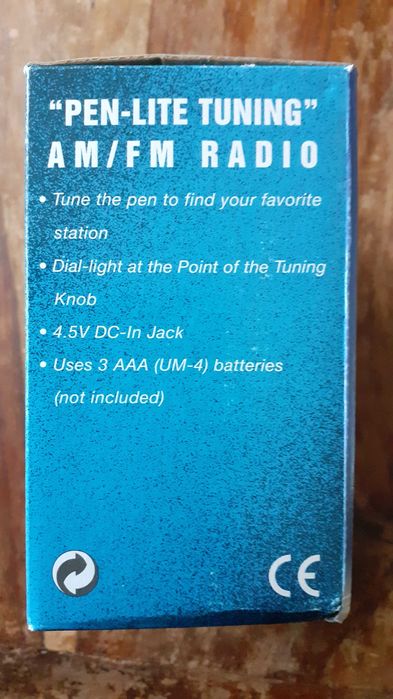 "PEN-LITE TUNING"
AM/FM RADIO
• Tune the pen to find your favorite
station
• Dial-light at the Point of the Tuning
Knob
• 4.5V DC-In Jack
• Uses 3 AAA (UM-4) batteries
(not included)
CE